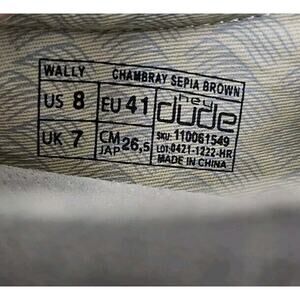 WALLY CHAMBRAY SEPIA BROWN
US 8 EU 41 hey dude
UK 7 CM JAP 26,5 SKU: 110061549
LOT-0421-1222-HR
MADE IN CHINA